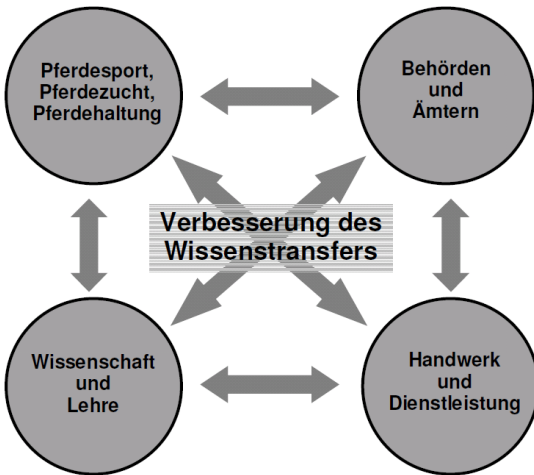 Pferdesport,
Pferdezucht,
Pferdehaltung
Behörden
und
Ämtern
Verbesserung des
Wissenstransfers
Wissenschaft
und
Lehre
Handwerk
und
Dienstleistung